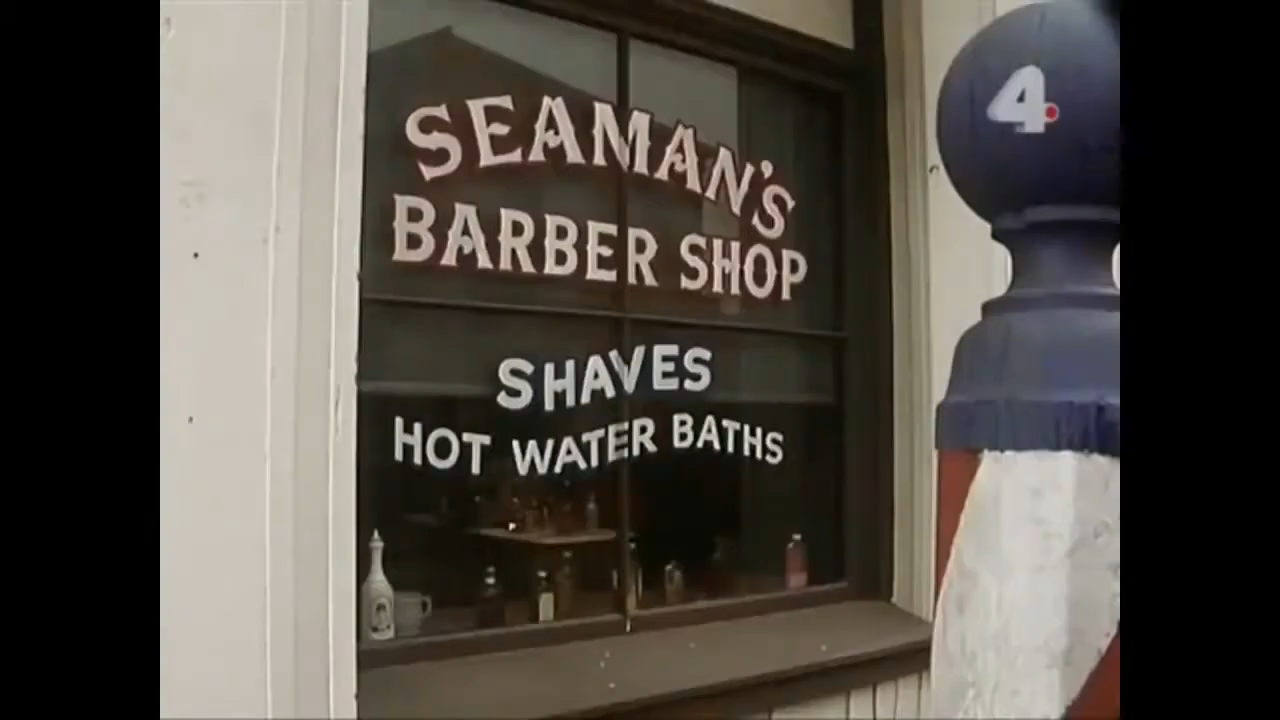 SEAMAN'S
BARBER SHOP
SHAVES
HOT WATER BATHS
4